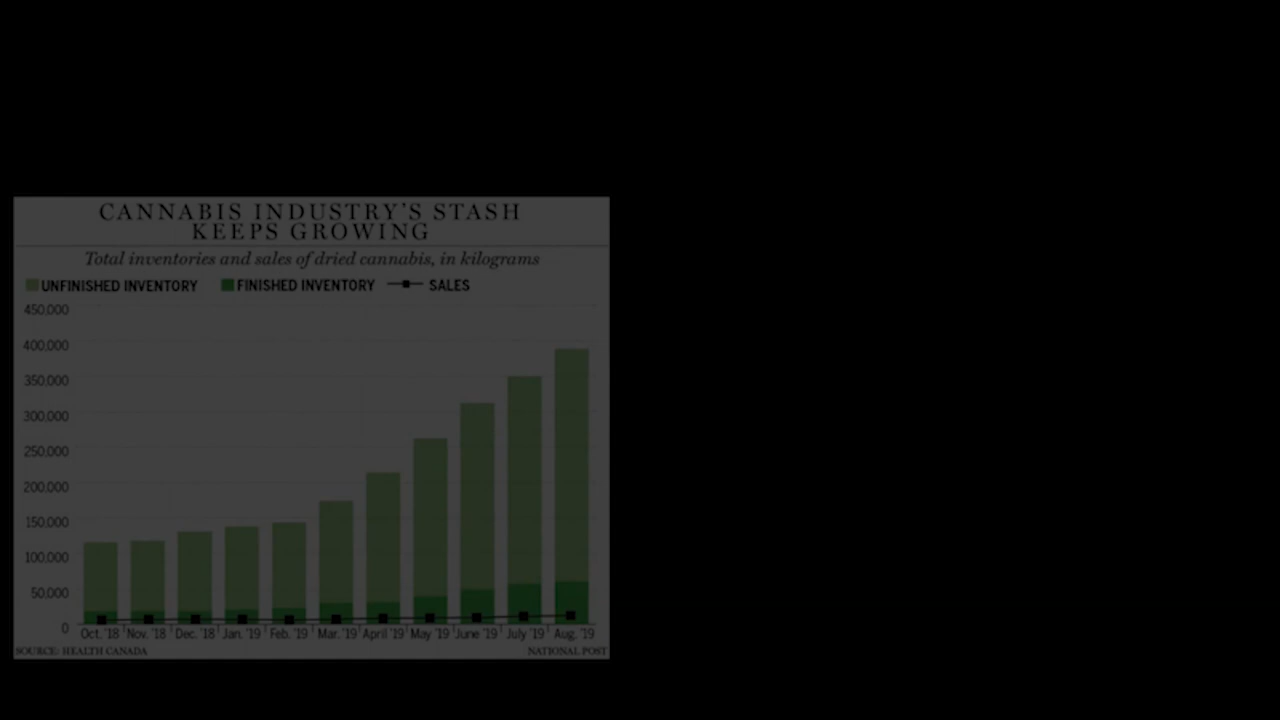 CANNABIS INDUSTRY'S STASH
KEEPS GROWING
Total inventories and sales of dried cannabis, in kilograms
UNFINISHED INVENTORY FINISHED INVENTORY SALES
450,000
400,000
350,000
300,000
250,000
200,000
150,000
100,000
50,000
0
Oct. '18 Nov. '18 Dec. '18 Jan. '19 Feb. '19 Mar. '19 April '19 May '19 June '19 July '19 Aug. '19
SOURCE: HEALTH CANADA NATIONAL POST